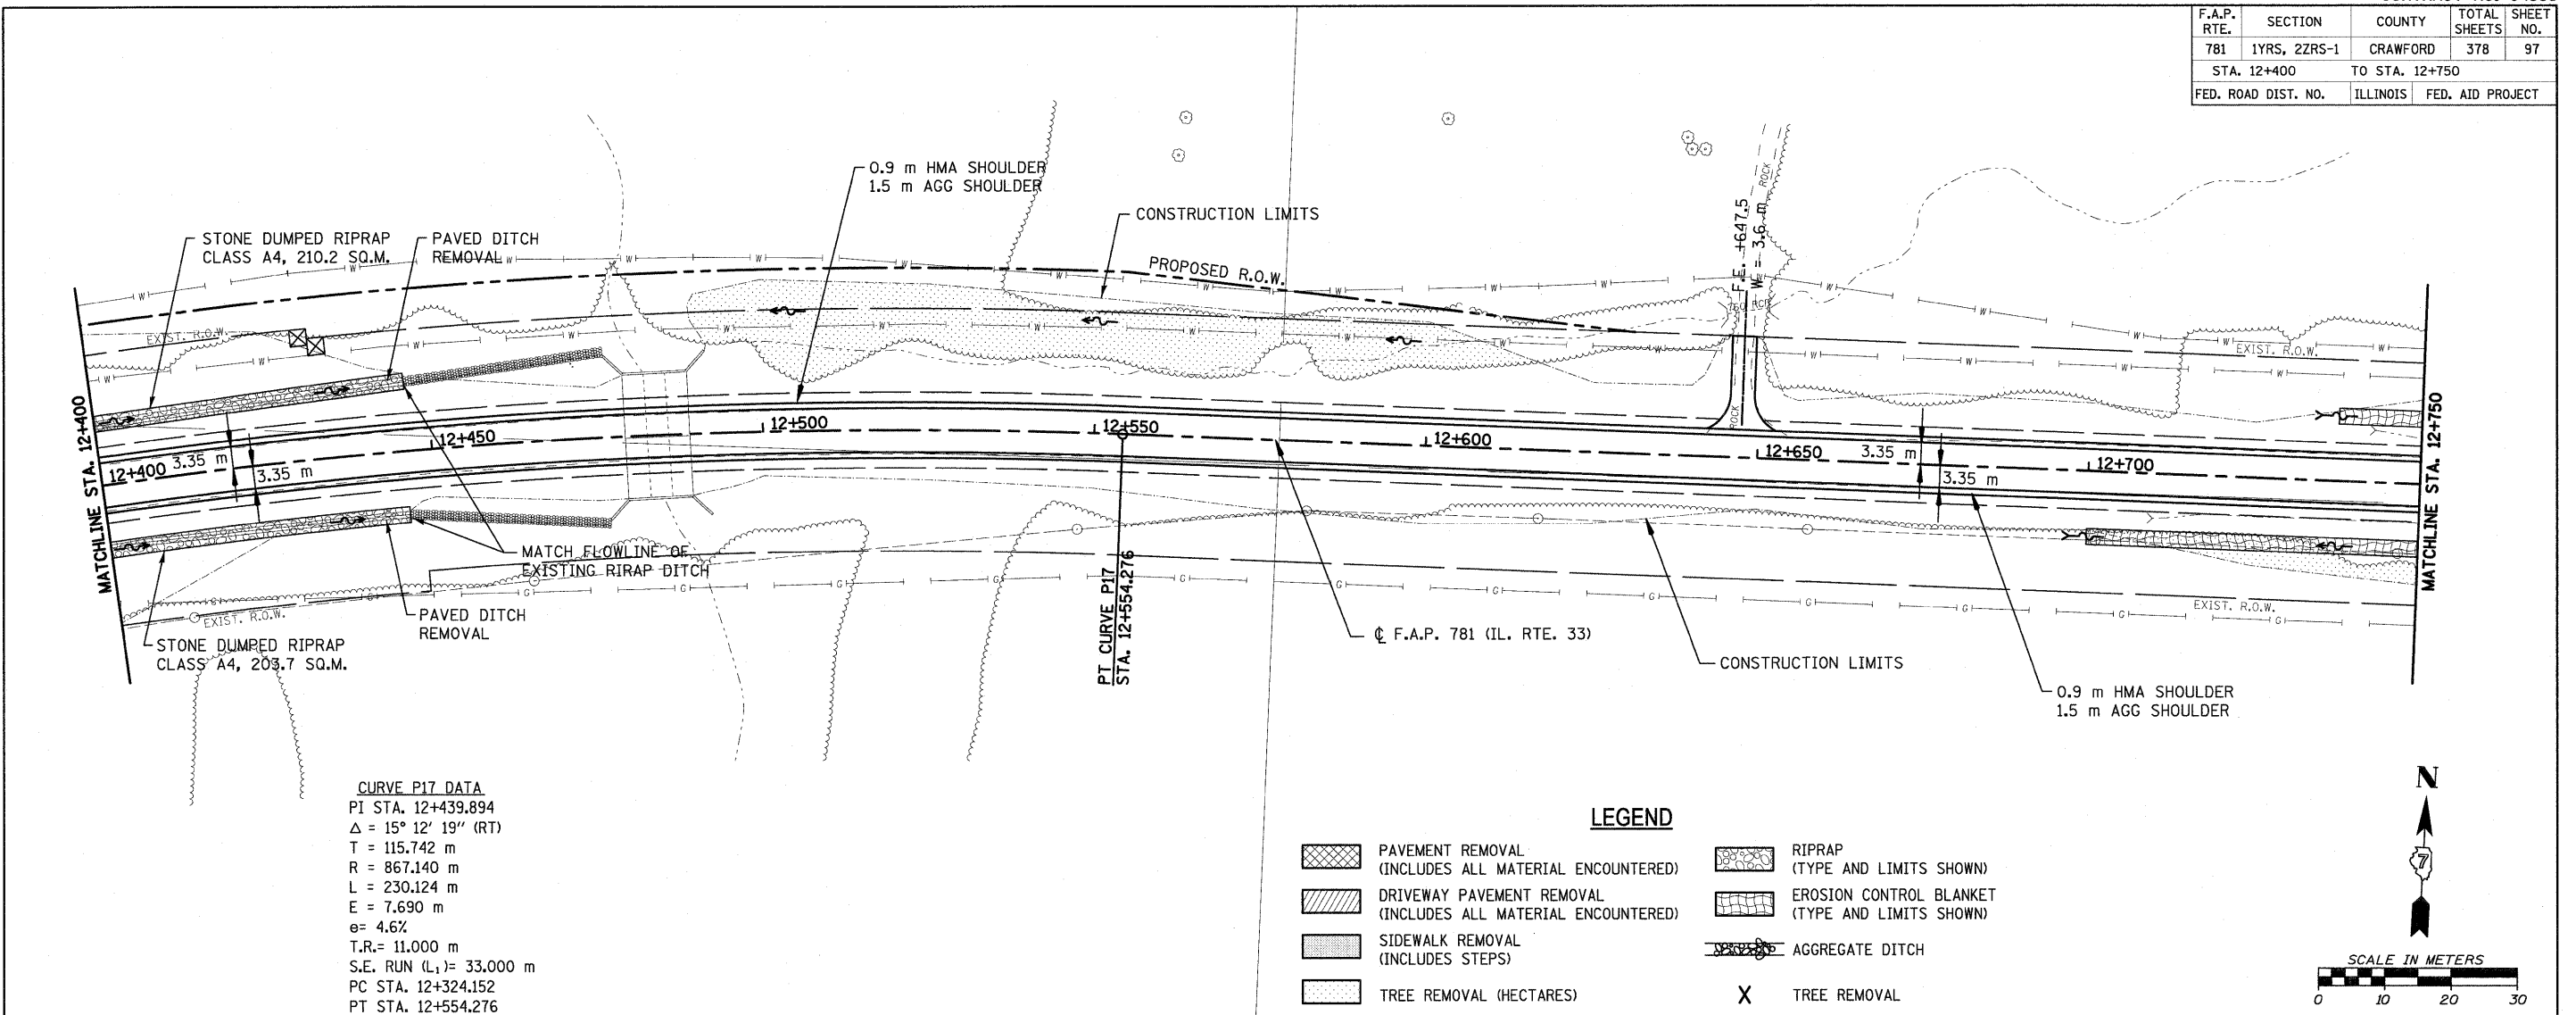 F.A.P. RTE. SECTION COUNTY TOTAL SHEETS SHEET NO.
781 1YRS, 2ZRS-1 CRAWFORD 378 97
STA. 12+400 TO STA. 12+750
FED. ROAD DIST. NO. ILLINOIS FED. AID PROJECT
0.9 m HMA SHOULDER
1.5 m AGG SHOULDER
CONSTRUCTION LIMITS
STONE DUMPED RIPRAP
CLASS A4, 210.2 SQ.M.
PAVED DITCH
REMOVAL
PROPOSED R.O.W.
F.E. +647.5
W = 3.6 m
ROCK
ROCK
EXIST. R.O.W.
EXIST. R.O.W.
MATCHLINE STA. 12+400
12+400
3.35 m
3.35 m
12+450
12+500
12+550
12+600
12+650
3.35 m
3.35 m
12+700
MATCHLINE STA. 12+750
MATCH FLOWLINE OF
EXISTING RIRAP DITCH
PT CURVE P17
STA. 12+554.276
PAVED DITCH
REMOVAL
EXIST. R.O.W.
EXIST. R.O.W.
STONE DUMPED RIPRAP
CLASS A4, 203.7 SQ.M.
℄ F.A.P. 781 (IL. RTE. 33)
CONSTRUCTION LIMITS
0.9 m HMA SHOULDER
1.5 m AGG SHOULDER
CURVE P17 DATA
PI STA. 12+439.894
Δ = 15° 12' 19" (RT)
T = 115.742 m
R = 867.140 m
L = 230.124 m
E = 7.690 m
e= 4.6%
T.R.= 11.000 m
S.E. RUN (L₁)= 33.000 m
PC STA. 12+324.152
PT STA. 12+554.276
LEGEND
PAVEMENT REMOVAL
(INCLUDES ALL MATERIAL ENCOUNTERED)
DRIVEWAY PAVEMENT REMOVAL
(INCLUDES ALL MATERIAL ENCOUNTERED)
SIDEWALK REMOVAL
(INCLUDES STEPS)
TREE REMOVAL (HECTARES)
RIPRAP
(TYPE AND LIMITS SHOWN)
EROSION CONTROL BLANKET
(TYPE AND LIMITS SHOWN)
AGGREGATE DITCH
X TREE REMOVAL
N
7
SCALE IN METERS
0 10 20 30